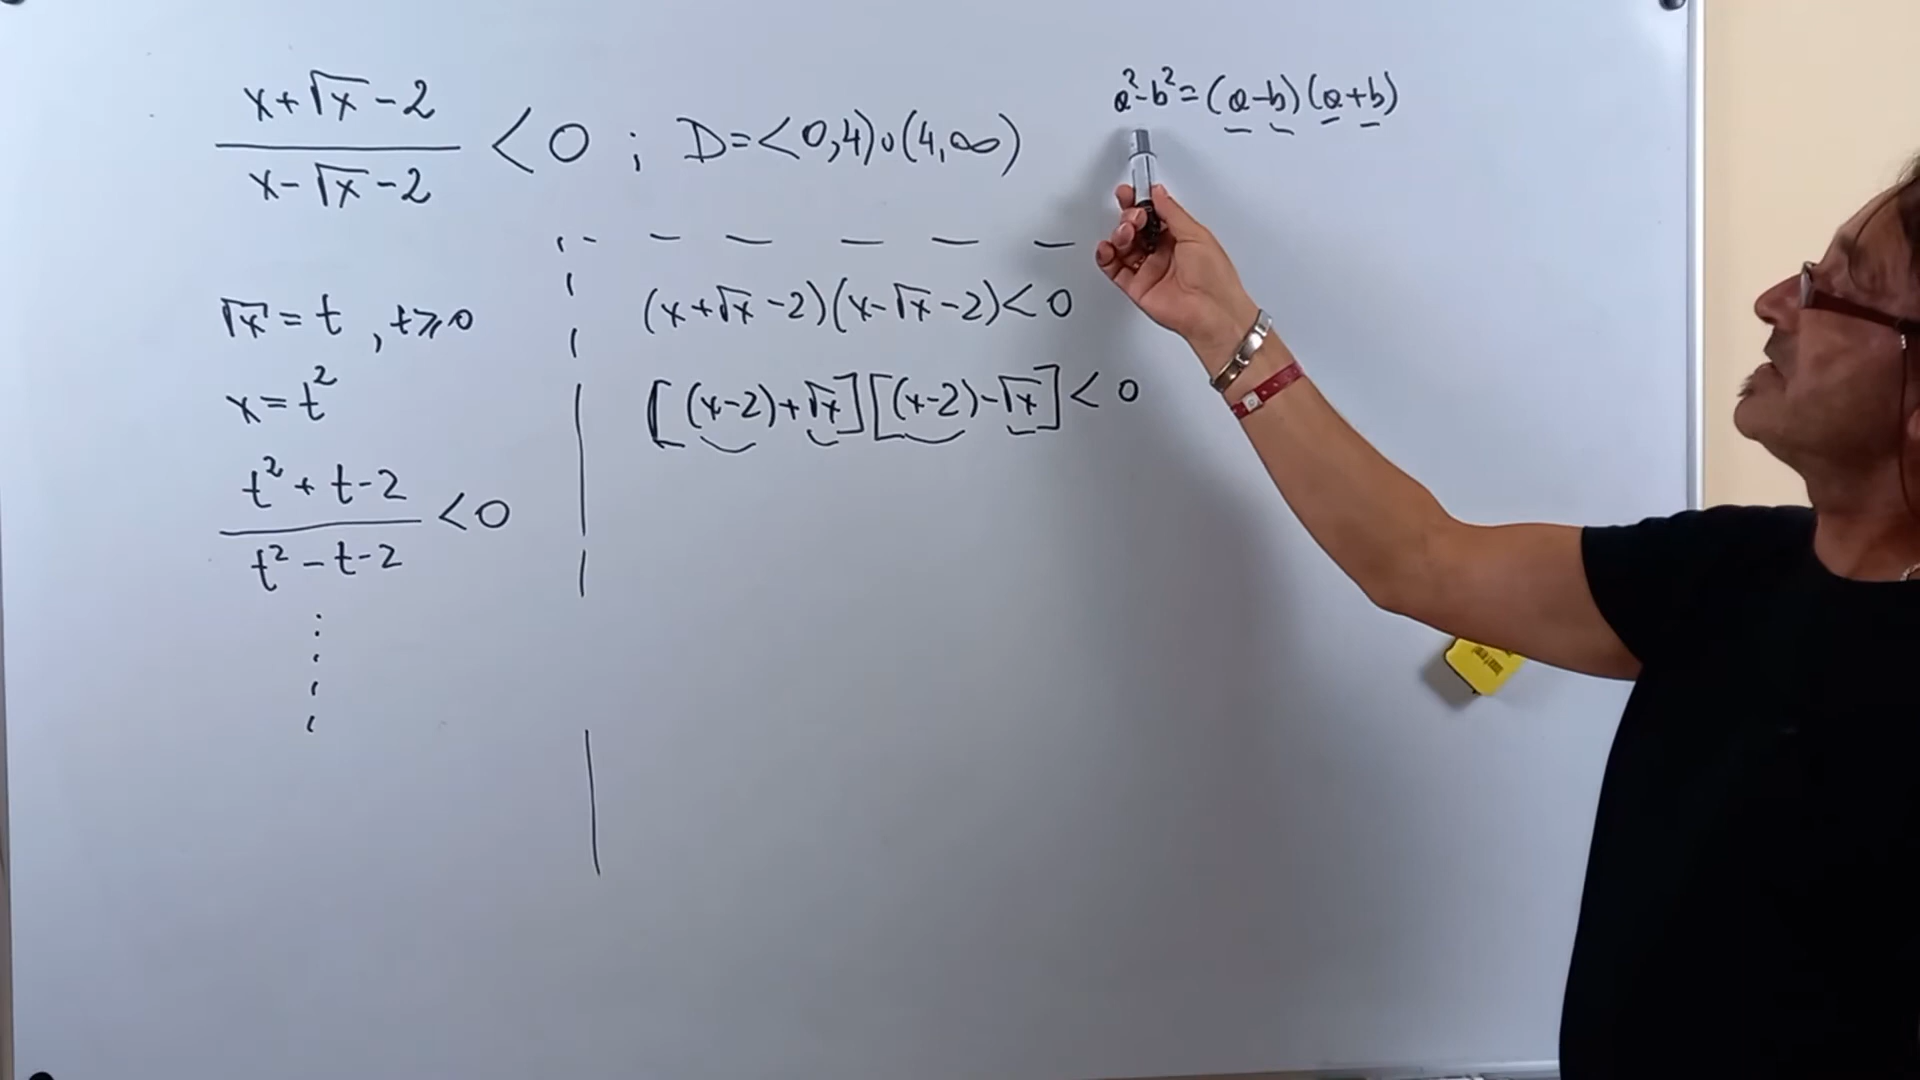 x+√x-2
x-√x-2
<0 ; D=<0,4)∪(4,∞)
a²-b²=(a-b)(a+b)
√x=t, t≥0
x=t²
t²+t-2
t²-t-2
<0
(x+√x-2)(x-√x-2)<0
[(x-2)+√x][(x-2)-√x]<0